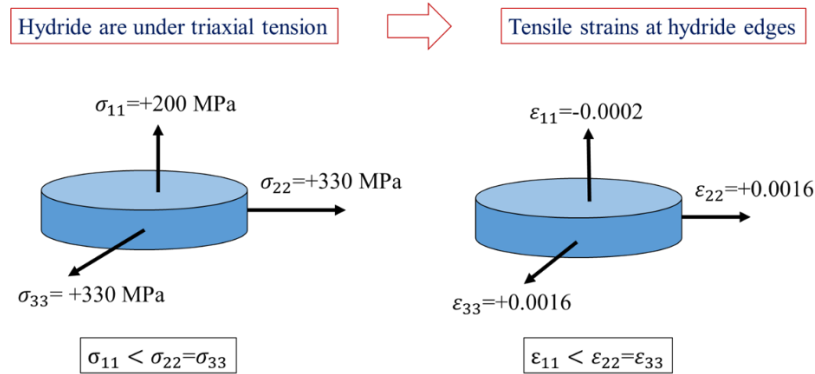 Hydride are under triaxial tension
Tensile strains at hydride edges
σ₁₁=+200 MPa
σ₂₂=+330 MPa
σ₃₃= +330 MPa
σ₁₁ < σ₂₂=σ₃₃
ε₁₁=-0.0002
ε₂₂=+0.0016
ε₃₃=+0.0016
ε₁₁ < ε₂₂=ε₃₃